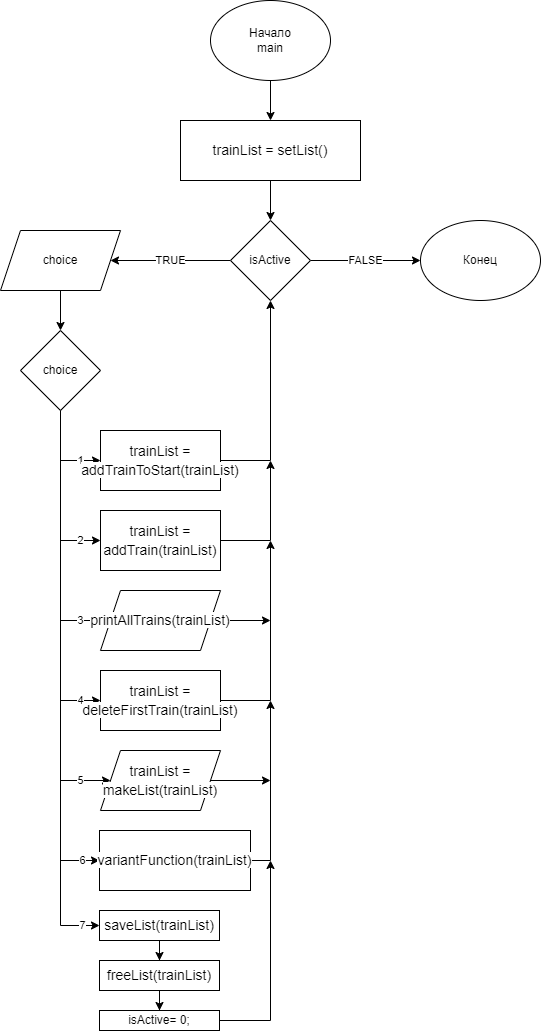 Начало
main
trainList = setList()
choice
TRUE
isActive
FALSE
Конец
choice
1
trainList =
addTrainToStart(trainList)
2
trainList =
addTrain(trainList)
3
printAllTrains(trainList)
4
trainList =
deleteFirstTrain(trainList)
5
trainList =
makeList(trainList)
6
variantFunction(trainList)
7
saveList(trainList)
freeList(trainList)
isActive= 0;